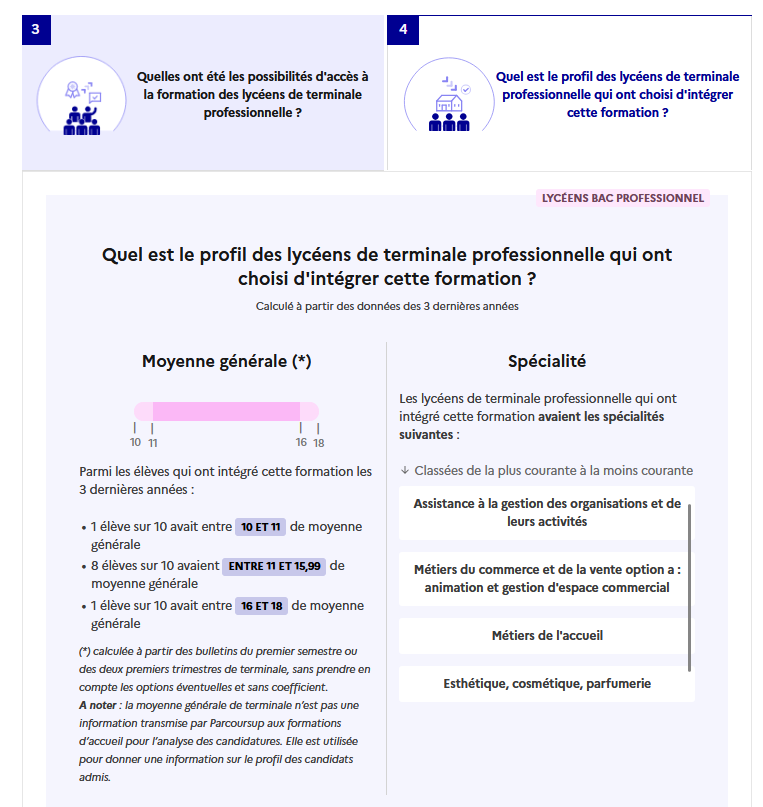 3
Quelles ont été les possibilités d'accès à
la formation des lycéens de terminale
professionnelle ?
4
Quel est le profil des lycéens de terminale
professionnelle qui ont choisi d'intégrer
cette formation ?
LYCÉENS BAC PROFESSIONNEL
Quel est le profil des lycéens de terminale professionnelle qui ont
choisi d'intégrer cette formation ?
Calculé à partir des données des 3 dernières années
Moyenne générale (*)
10 11 16 18
Parmi les élèves qui ont intégré cette formation les
3 dernières années :
• 1 élève sur 10 avait entre 10 ET 11 de moyenne
générale
• 8 élèves sur 10 avaient ENTRE 11 ET 15,99 de
moyenne générale
• 1 élève sur 10 avait entre 16 ET 18 de moyenne
générale
(*) calculée à partir des bulletins du premier semestre ou
des deux premiers trimestres de terminale, sans prendre en
compte les options éventuelles et sans coefficient.
A noter : la moyenne générale de terminale n'est pas une
information transmise par Parcoursup aux formations
d'accueil pour l'analyse des candidatures. Elle est utilisée
pour donner une information sur le profil des candidats
admis.
Spécialité
Les lycéens de terminale professionnelle qui ont
intégré cette formation avaient les spécialités
suivantes :
↓ Classées de la plus courante à la moins courante
Assistance à la gestion des organisations et de
leurs activités
Métiers du commerce et de la vente option a :
animation et gestion d'espace commercial
Métiers de l'accueil
Esthétique, cosmétique, parfumerie